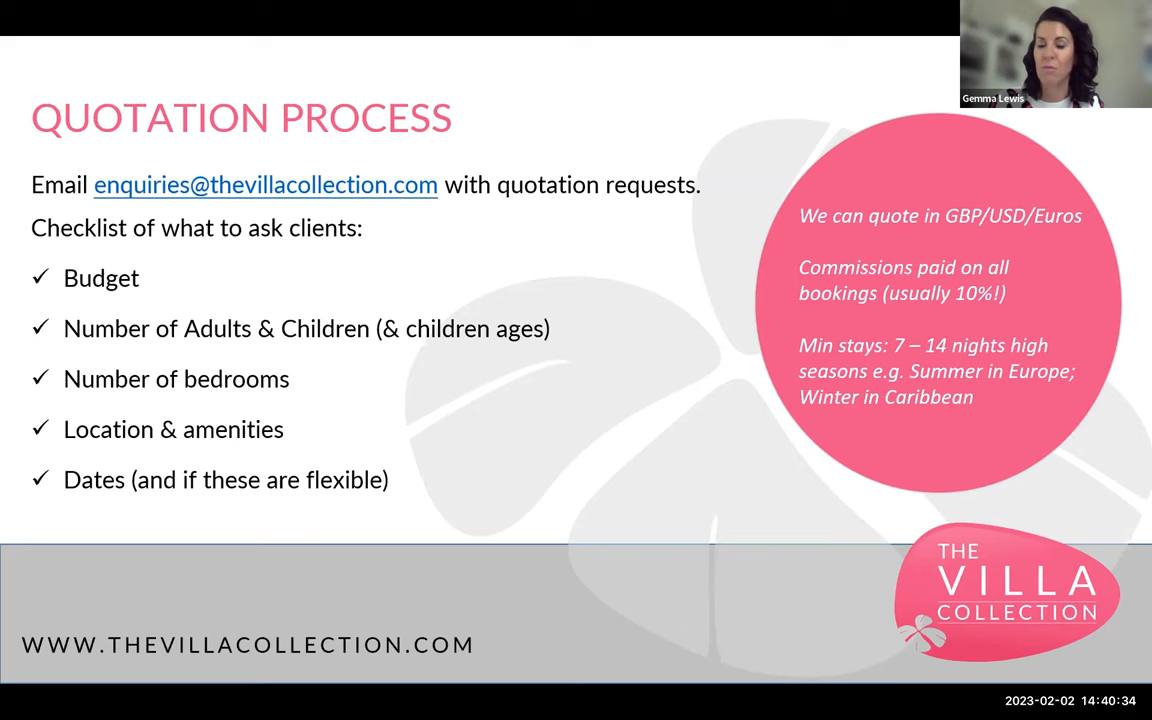 Gemma Lewis
QUOTATION PROCESS
Email enquiries@thevillacollection.com with quotation requests.
Checklist of what to ask clients:
✓ Budget
✓ Number of Adults & Children (& children ages)
✓ Number of bedrooms
✓ Location & amenities
✓ Dates (and if these are flexible)
We can quote in GBP/USD/Euros
Commissions paid on all
bookings (usually 10%!)
Min stays: 7 – 14 nights high
seasons e.g. Summer in Europe;
Winter in Caribbean
THE
VILLA
COLLECTION
WWW.THEVILLACOLLECTION.COM
2023-02-02 14:40:34